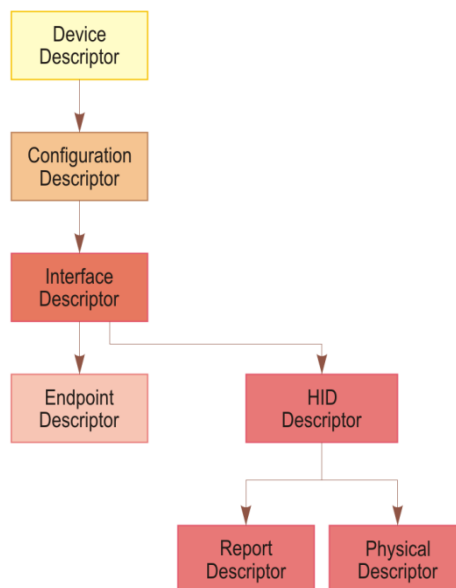 Device
Descriptor
Configuration
Descriptor
Interface
Descriptor
Endpoint
Descriptor
HID
Descriptor
Report
Descriptor
Physical
Descriptor